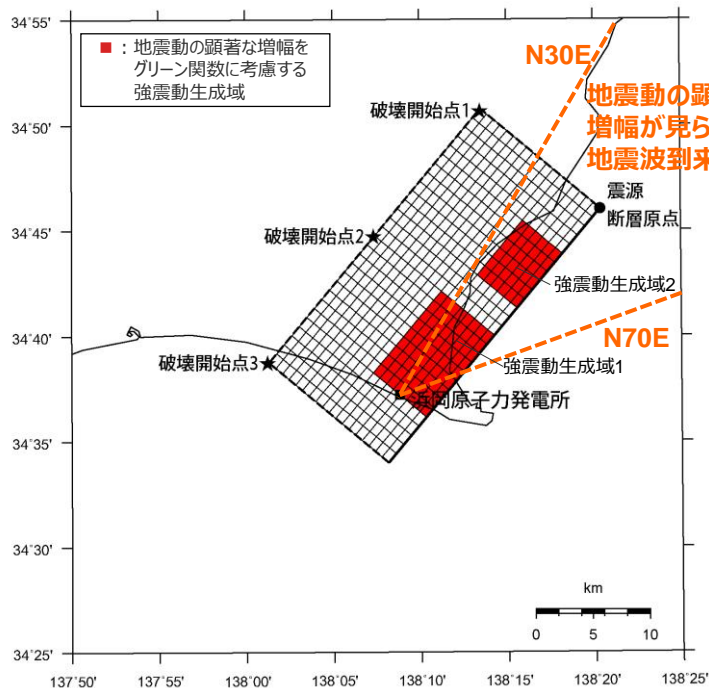 34°55'
■：地震動の顕著な増幅を
グリーン関数に考慮する
強震動生成域
N30E
地震動の顕
増幅が見ら
地震波到来
34°50'
破壊開始点1
震源
断層原点
34°45'
破壊開始点2
強震動生成域2
34°40'
N70E
破壊開始点3
強震動生成域1
浜岡原子力発電所
34°35'
34°30'
km
0 5 10
34°25'
137°50' 137°55' 138°00' 138°05' 138°10' 138°15' 138°20' 138°25'